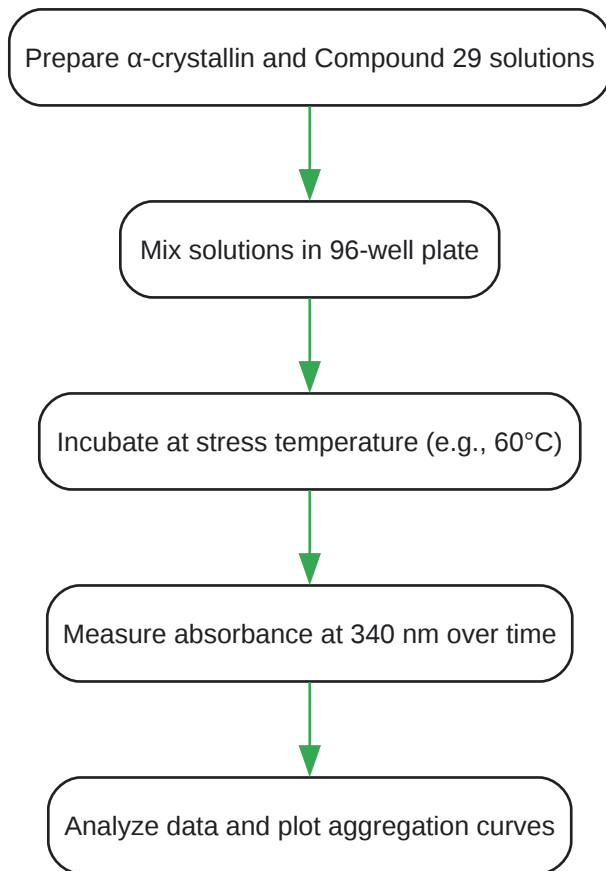 Prepare α-crystallin and Compound 29 solutions
Mix solutions in 96-well plate
Incubate at stress temperature (e.g., 60°C)
Measure absorbance at 340 nm over time
Analyze data and plot aggregation curves